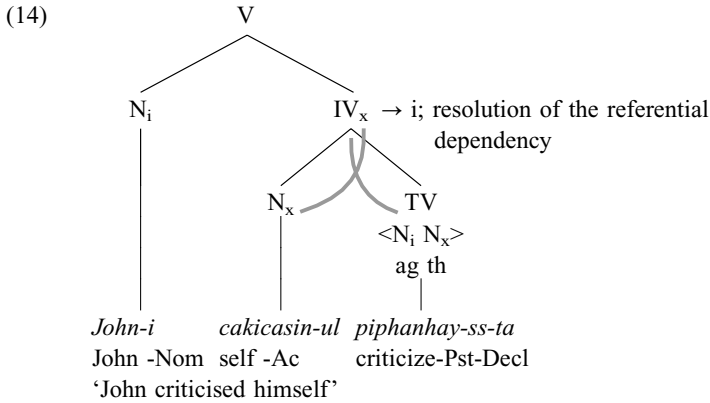 (14)
V
N_i IV_x → i; resolution of the referential
dependency
N_x TV
<N_i N_x>
ag th
John-i cakicasin-ul piphanhay-ss-ta
John -Nom self -Ac criticize-Pst-Decl
‘John criticised himself’